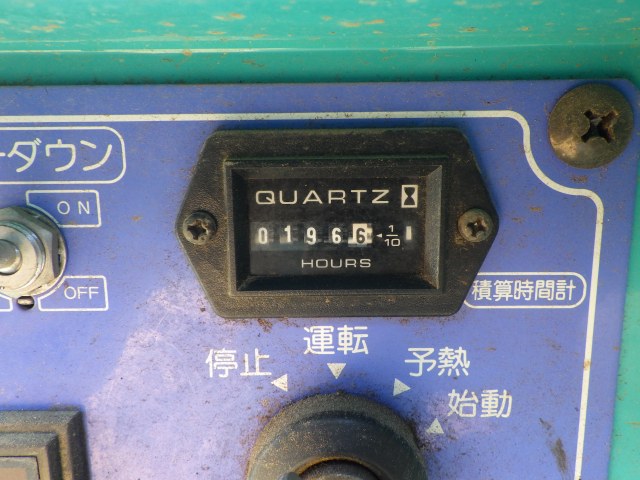 ーダウン
ON
OFF
QUARTZ
01966 1/10
HOURS
積算時間計
停止
運転
予熱
始動